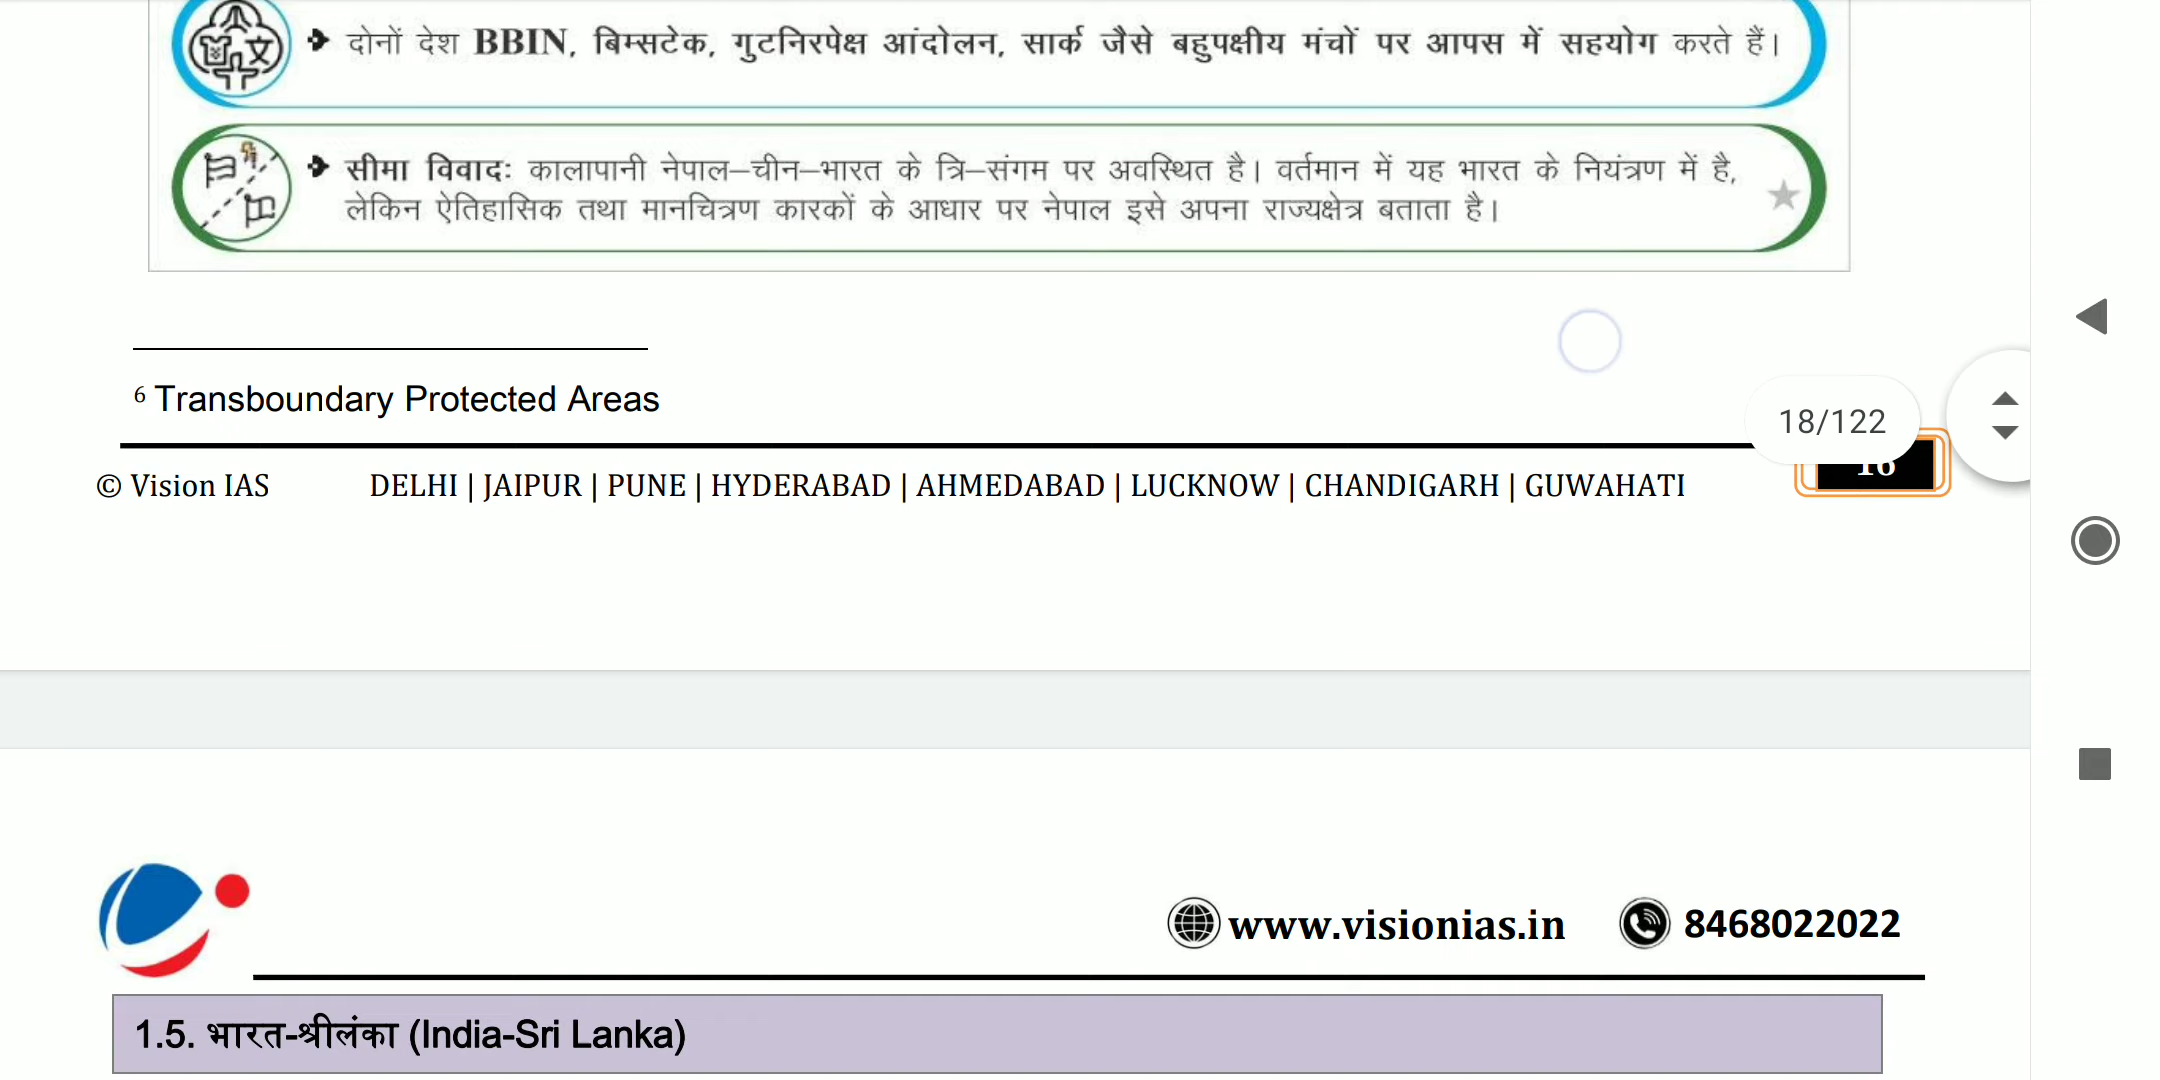 दोनों देश BBIN, बिम्सटेक, गुटनिरपेक्ष आंदोलन, सार्क जैसे बहुपक्षीय मंचों पर आपस में सहयोग करते हैं।
सीमा विवादः कालापानी नेपाल–चीन–भारत के त्रि–संगम पर अवस्थित है। वर्तमान में यह भारत के नियंत्रण में है,
लेकिन ऐतिहासिक तथा मानचित्रण कारकों के आधार पर नेपाल इसे अपना राज्यक्षेत्र बताता है।
6 Transboundary Protected Areas
18/122
© Vision IAS DELHI | JAIPUR | PUNE | HYDERABAD | AHMEDABAD | LUCKNOW | CHANDIGARH | GUWAHATI
www.visionias.in 8468022022
1.5. भारत-श्रीलंका (India-Sri Lanka)